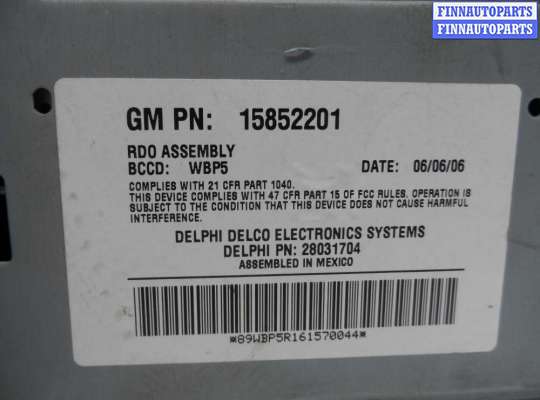 FINNAUTOPARTS
FINNAUTOPARTS
GM PN: 15852201
RDO ASSEMBLY
BCCD: WBP5 DATE: 06/06/06
COMPLIES WITH 21 CFR PART 1040.
THIS DEVICE COMPLIES WITH 47 CFR PART 15 OF FCC RULES. OPERATION IS
SUBJECT TO THE CONDITION THAT THIS DEVICE DOES NOT CAUSE HARMFUL
INTERFERENCE.
DELPHI DELCO ELECTRONICS SYSTEMS
DELPHI PN: 28031704
ASSEMBLED IN MEXICO
*89WBP5R161570044*